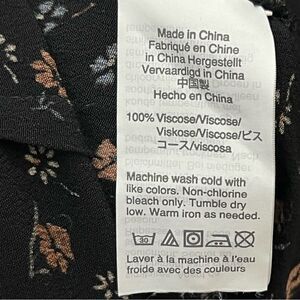 Made in China
Fabriqué en Chine
in China Hergestellt
Vervaardigd in China
中国製
Hecho en China
100% Viscose/Viscose/
Viskose/Viscose/ビス
コース/viscosa
Machine wash cold with
like colors. Non-chlorine
bleach only. Tumble dry
low. Warm iron as needed.
30
Laver à la machine à l'eau
froide avec des couleurs